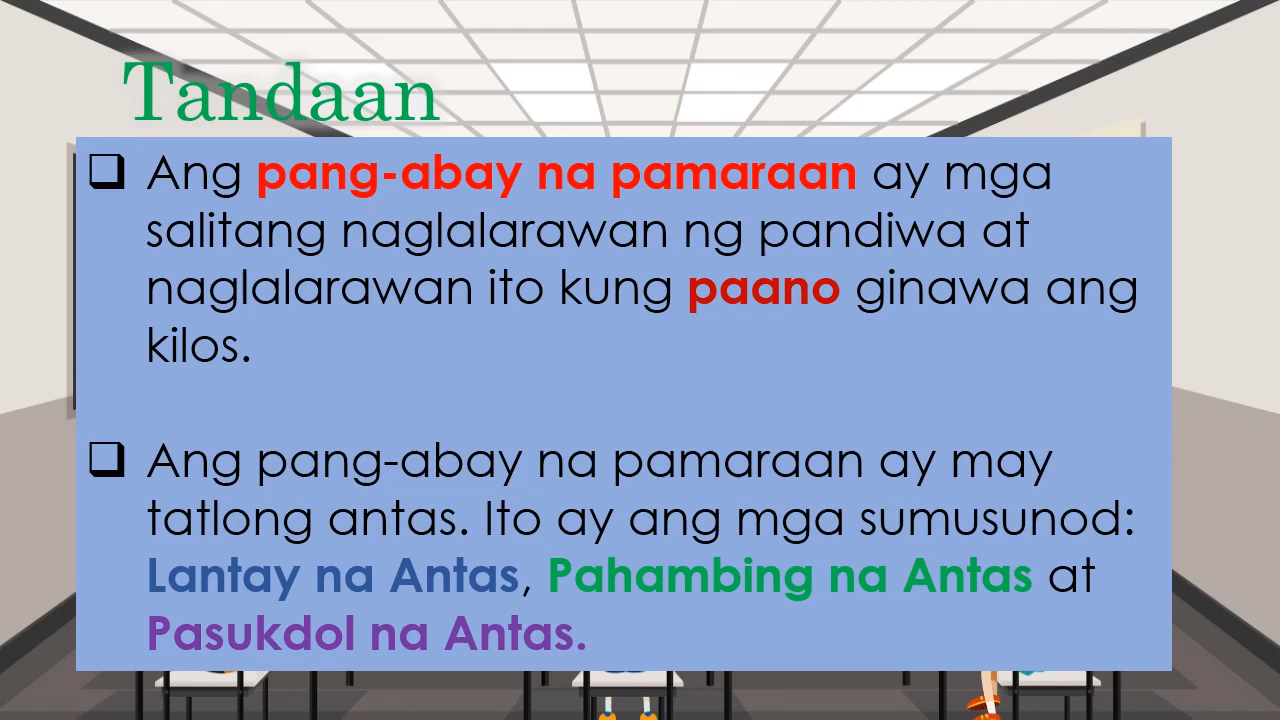 Tandaan
❑ Ang pang-abay na pamaraan ay mga
salitang naglalarawan ng pandiwa at
naglalarawan ito kung paano ginawa ang
kilos.
❑ Ang pang-abay na pamaraan ay may
tatlong antas. Ito ay ang mga sumusunod:
Lantay na Antas, Pahambing na Antas at
Pasukdol na Antas.